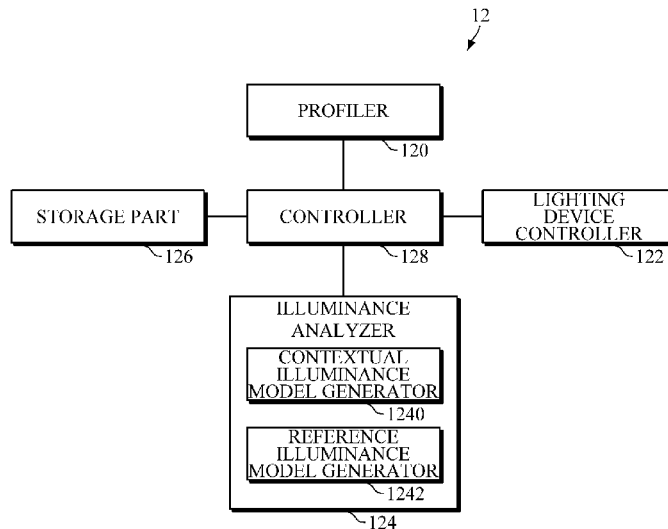 12
PROFILER
120
STORAGE PART
126
CONTROLLER
128
LIGHTING
DEVICE
CONTROLLER
122
ILLUMINANCE
ANALYZER
CONTEXTUAL
ILLUMINANCE
MODEL GENERATOR
1240
REFERENCE
ILLUMINANCE
MODEL GENERATOR
1242
124